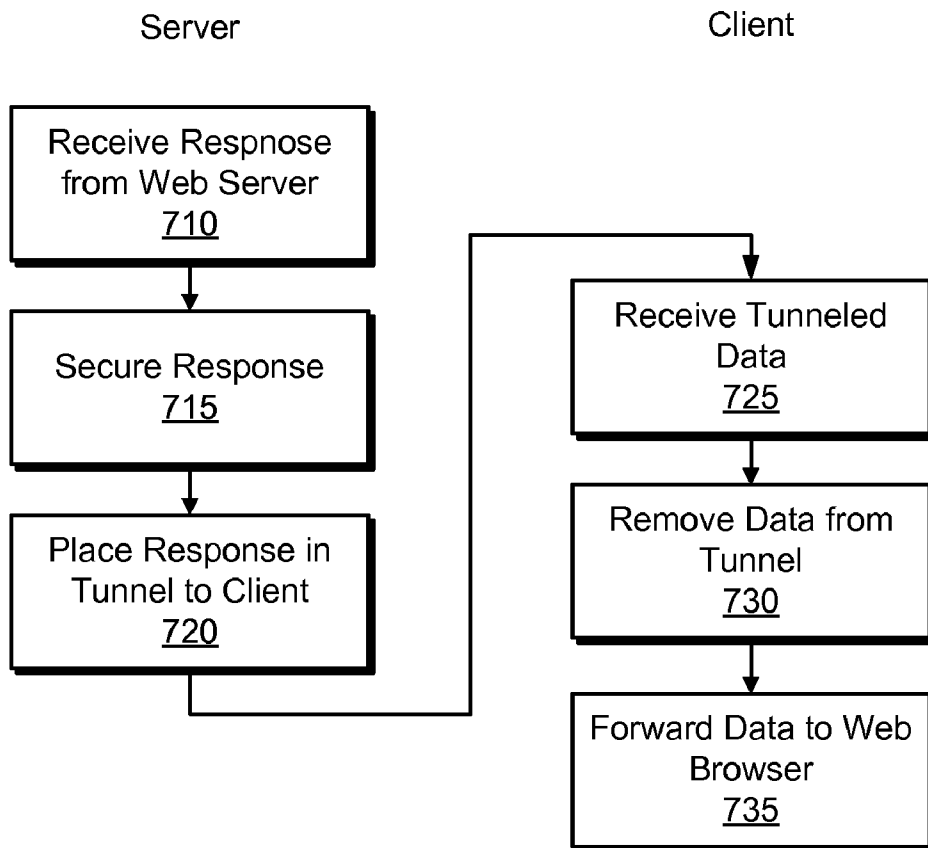 Server
Receive Respnose
from Web Server
710
Secure Response
715
Place Response in
Tunnel to Client
720
Client
Receive Tunneled
Data
725
Remove Data from
Tunnel
730
Forward Data to Web
Browser
735